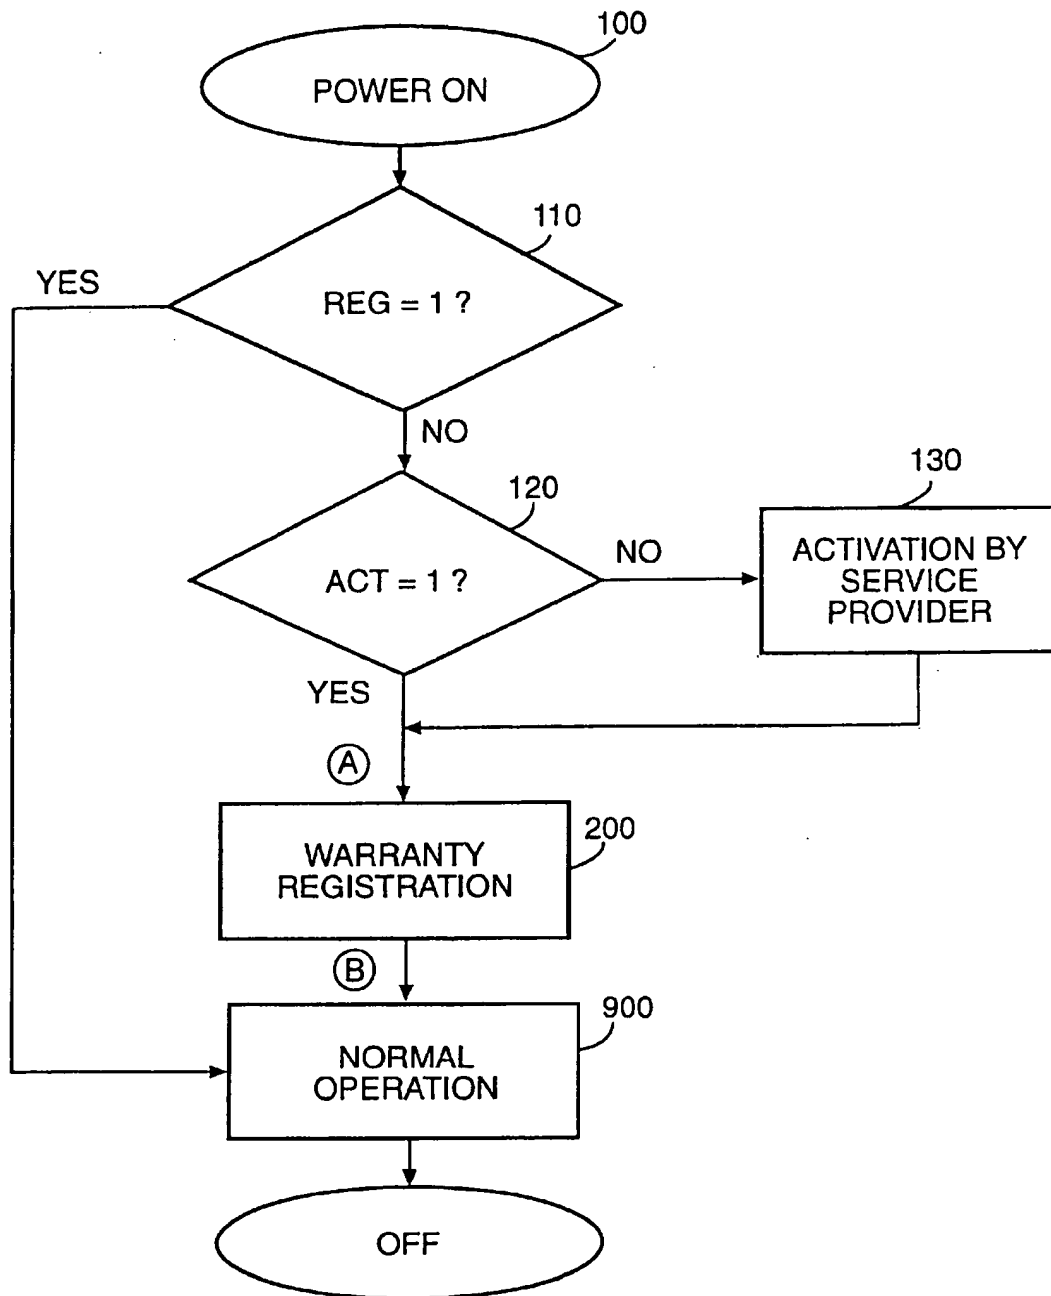 100
POWER ON
110
YES
REG = 1 ?
NO
120
130
ACT = 1 ?
NO
ACTIVATION BY
SERVICE
PROVIDER
YES
A
200
WARRANTY
REGISTRATION
B
900
NORMAL
OPERATION
OFF